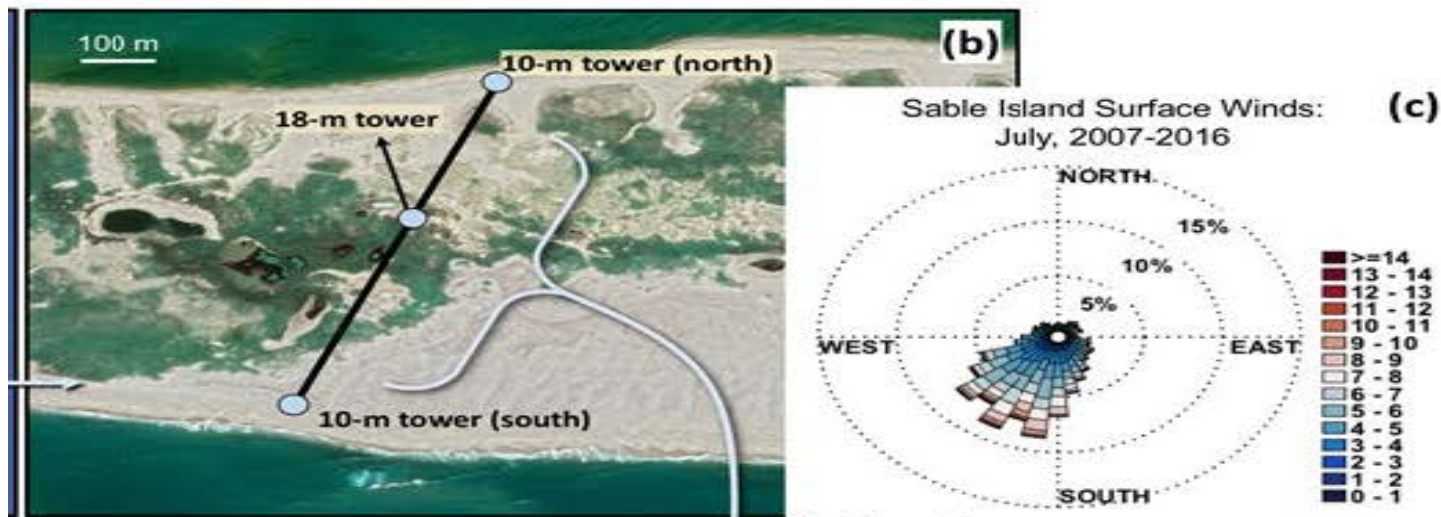 100 m
(b)
10-m tower (north)
18-m tower
10-m tower (south)
(c)
Sable Island Surface Winds:
July, 2007-2016
NORTH
15%
10%
5%
WEST
EAST
SOUTH
>=14
13 - 14
12 - 13
11 - 12
10 - 11
9 - 10
8 - 9
7 - 8
6 - 7
5 - 6
4 - 5
3 - 4
2 - 3
1 - 2
0 - 1